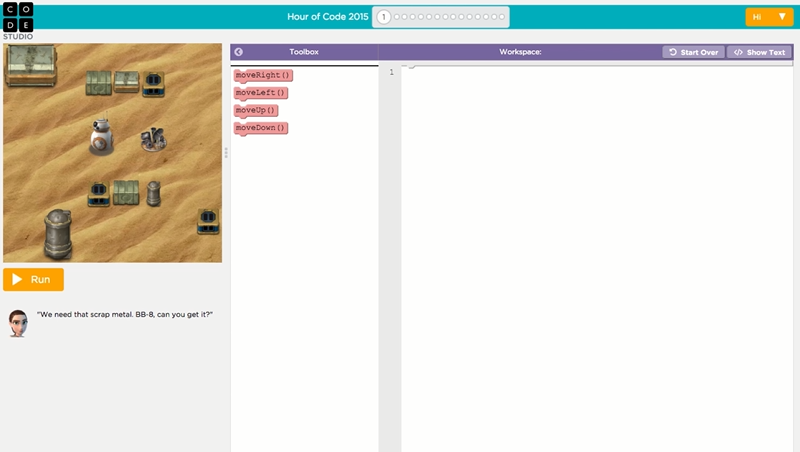 CODE
STUDIO
Hour of Code 2015
1
Hi
Toolbox
Workspace:
Start Over
Show Text
moveRight()
moveLeft()
moveUp()
moveDown()
1
Run
"We need that scrap metal. BB-8, can you get it?"